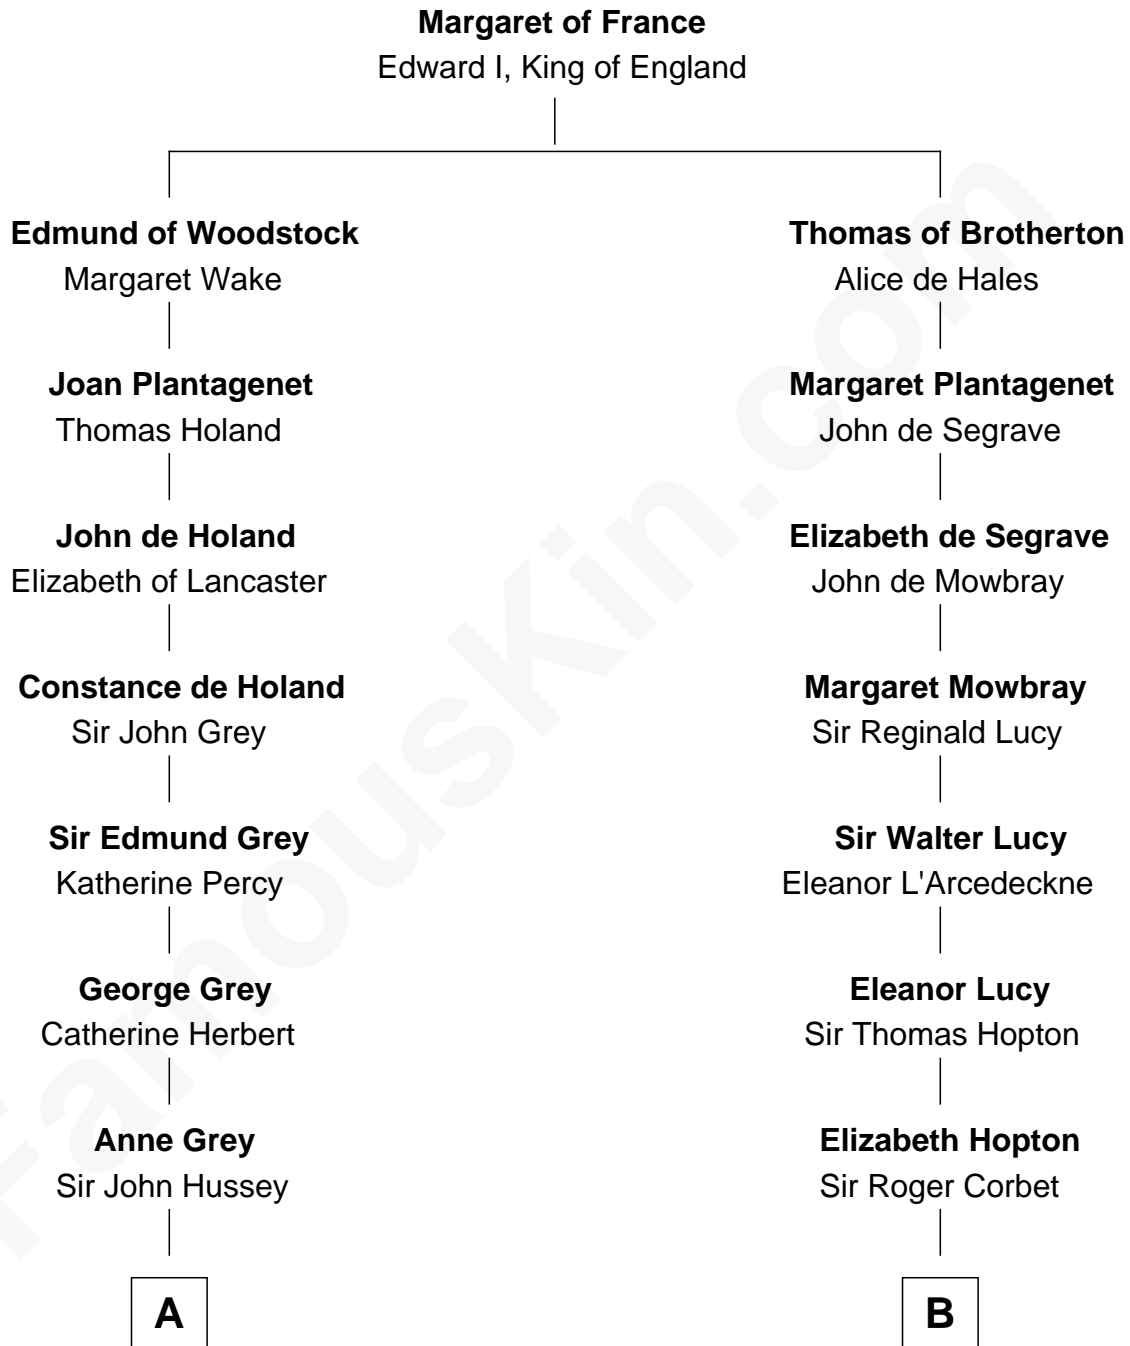 Margaret of France
Edward I, King of England
Edmund of Woodstock
Margaret Wake
Thomas of Brotherton
Alice de Hales
Joan Plantagenet
Thomas Holand
Margaret Plantagenet
John de Segrave
John de Holand
Elizabeth of Lancaster
Elizabeth de Segrave
John de Mowbray
Constance de Holand
Sir John Grey
Margaret Mowbray
Sir Reginald Lucy
Sir Edmund Grey
Katherine Percy
Sir Walter Lucy
Eleanor L'Arcedeckne
George Grey
Catherine Herbert
Eleanor Lucy
Sir Thomas Hopton
Anne Grey
Sir John Hussey
Elizabeth Hopton
Sir Roger Corbet
A
B
FamousKin.com